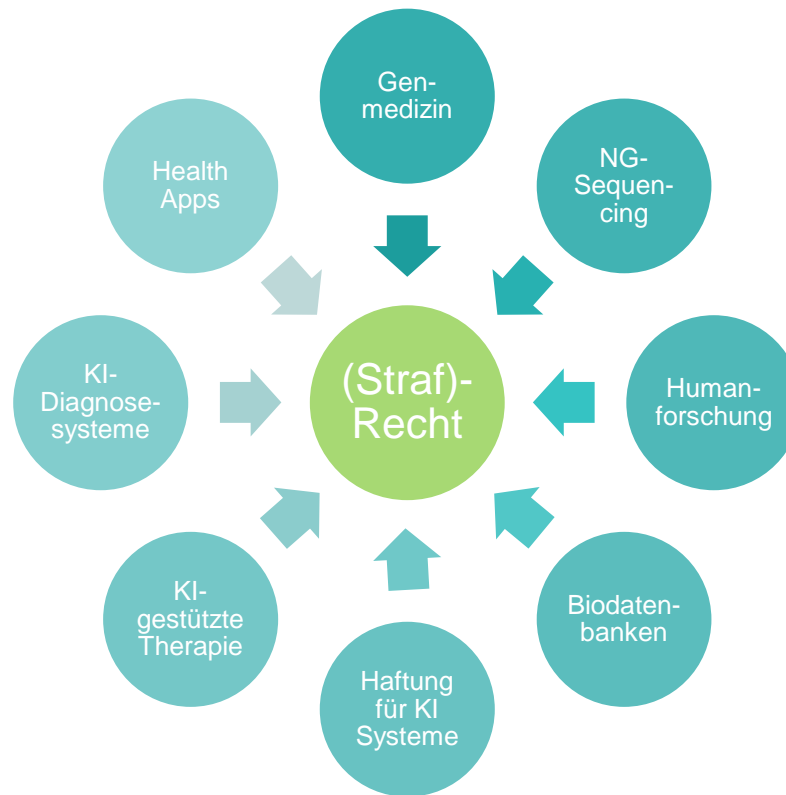 Gen-
medizin
NG-
Sequen-
cing
Human-
forschung
Biodaten-
banken
Haftung
für KI
Systeme
KI-
gestützte
Therapie
KI-
Diagnose-
systeme
Health
Apps
(Straf)-
Recht